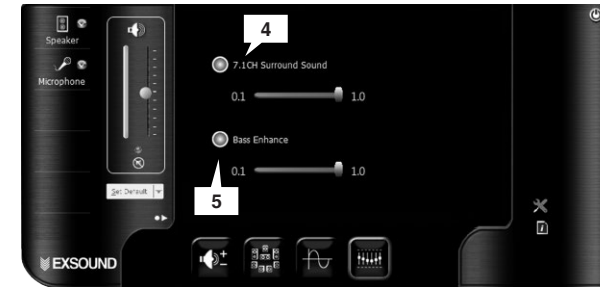 4
Speaker
7.1CH Surround Sound
Microphone
0.1 1.0
Bass Enhance
0.1 1.0
Set Default
5
EXSOUND